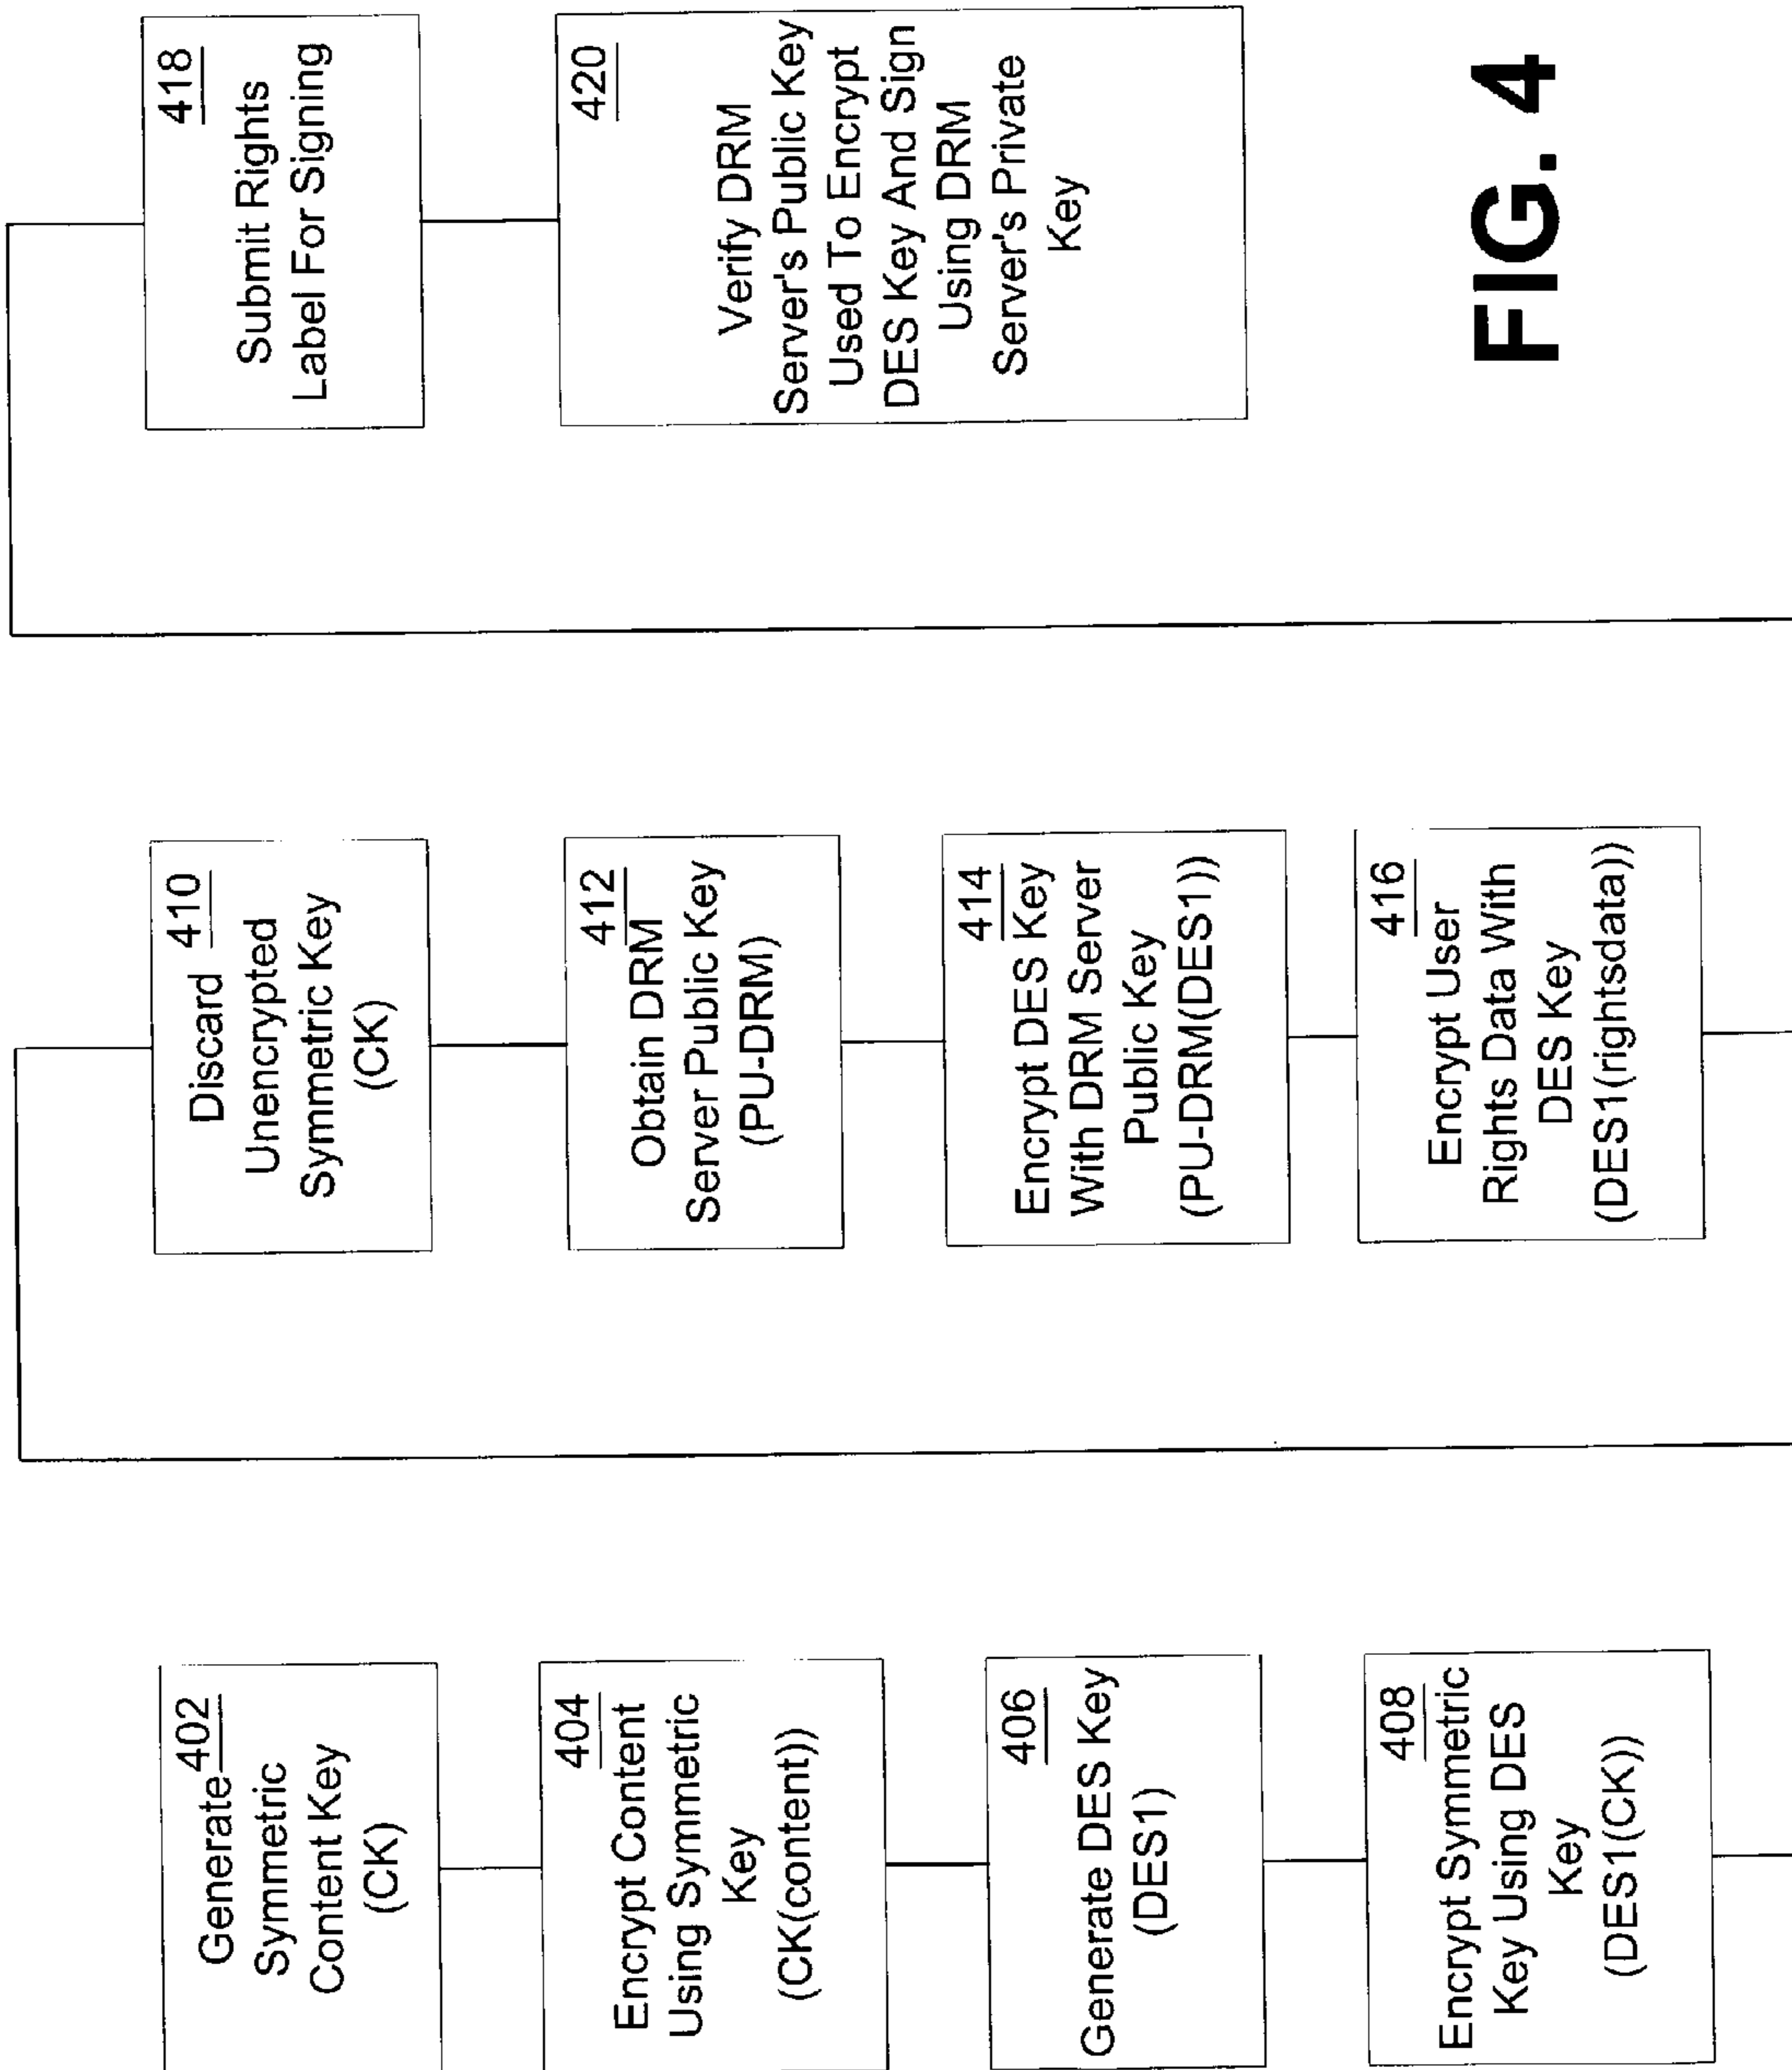 402
Generate
Symmetric
Content Key
(CK)
404
Encrypt Content
Using Symmetric
Key
(CK(content))
406
Generate DES Key
(DES1)
408
Encrypt Symmetric
Key Using DES
Key
(DES1(CK))
410
Discard
Unencrypted
Symmetric Key
(CK)
412
Obtain DRM
Server Public Key
(PU-DRM)
414
Encrypt DES Key
With DRM Server
Public Key
(PU-DRM(DES1))
416
Encrypt User
Rights Data With
DES Key
(DES1(rightsdata))
418
Submit Rights
Label For Signing
420
Verify DRM
Server's Public Key
Used To Encrypt
DES Key And Sign
Using DRM
Server's Private
Key
FIG. 4